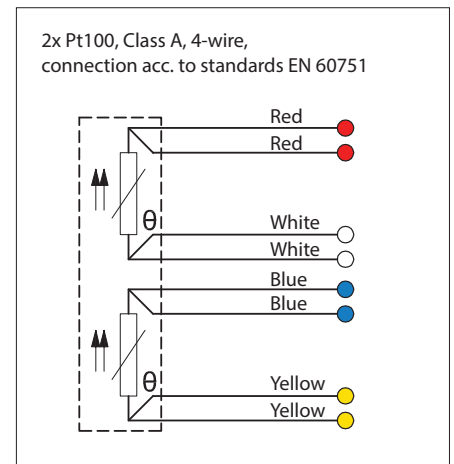 2x Pt100, Class A, 4-wire,
connection acc. to standards EN 60751
Red
Red
θ
White
White
Blue
Blue
θ
Yellow
Yellow